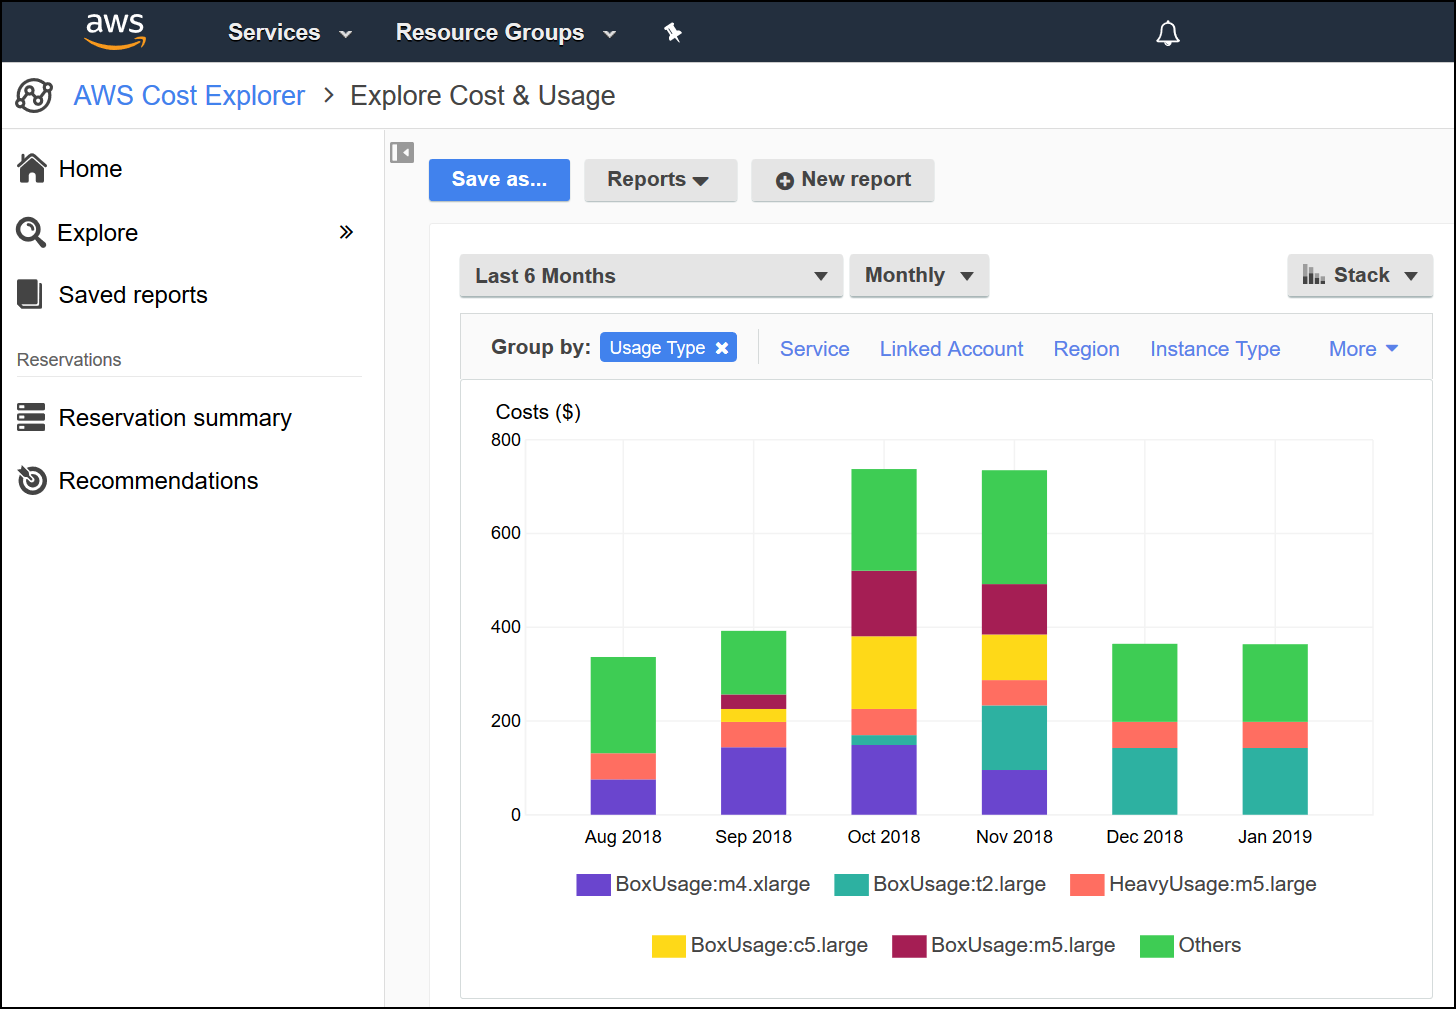 aws Services Resource Groups
AWS Cost Explorer > Explore Cost & Usage
Home
Explore »
Saved reports
Reservations
Reservation summary
Recommendations
Save as... Reports New report
Last 6 Months Monthly Stack
Group by: Usage Type × Service Linked Account Region Instance Type More
Costs ($)
800
600
400
200
0
Aug 2018 Sep 2018 Oct 2018 Nov 2018 Dec 2018 Jan 2019
BoxUsage:m4.xlarge BoxUsage:t2.large HeavyUsage:m5.large
BoxUsage:c5.large BoxUsage:m5.large Others